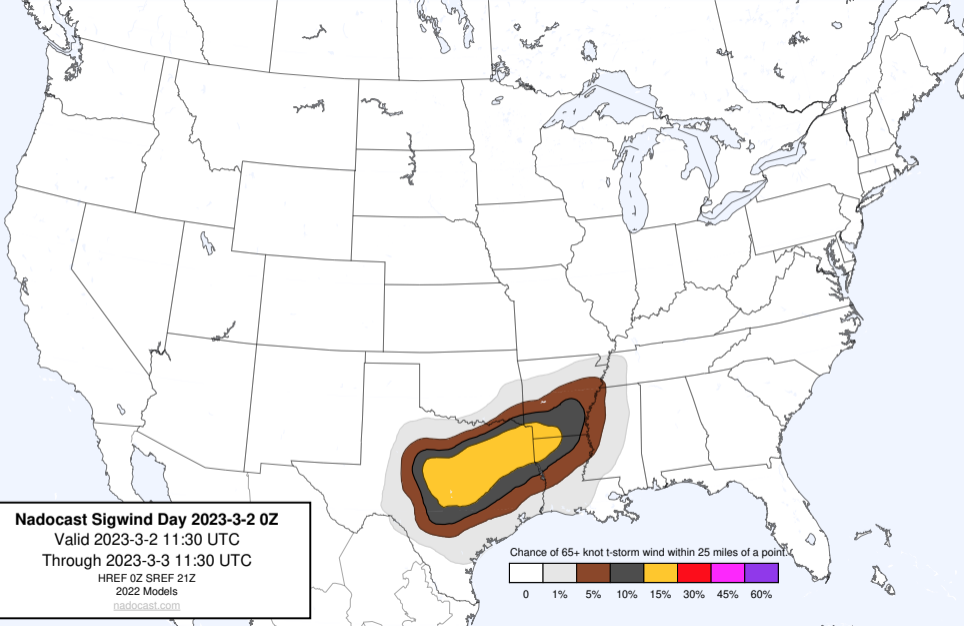 Nadocast Sigwind Day 2023-3-2 0Z
Valid 2023-3-2 11:30 UTC
Through 2023-3-3 11:30 UTC
HREF 0Z SREF 21Z
2022 Models
nadocast.com
Chance of 65+ knot t-storm wind within 25 miles of a point.
0 1% 5% 10% 15% 30% 45% 60%